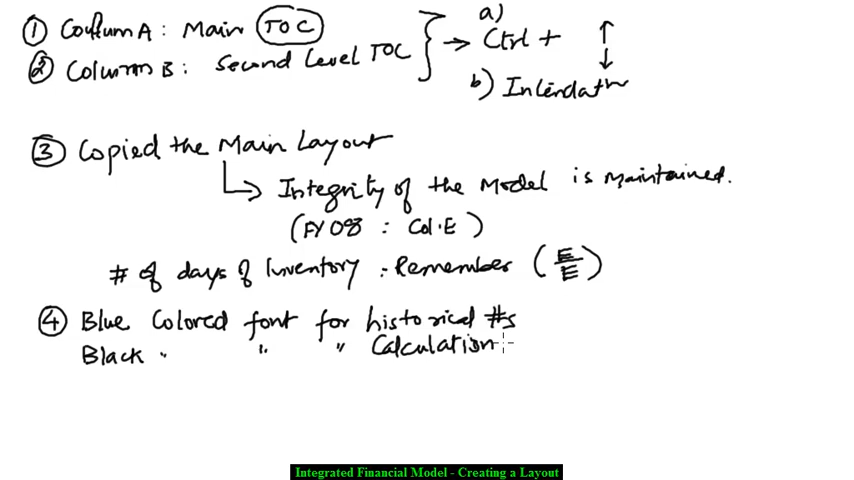 ① Column A: Main TOC
② Column B: Second Level TOC
a) Ctrl + ↑ ↓
b) Indendath
③ Copied the Main Layout
Integrity of the Model is Maintained.
(FY08 : Col.E)
# of days of Inventory : Remember (E/E)
④ Blue Colored font for historical #s
Black " " " Calculation
Integrated Financial Model - Creating a Layout